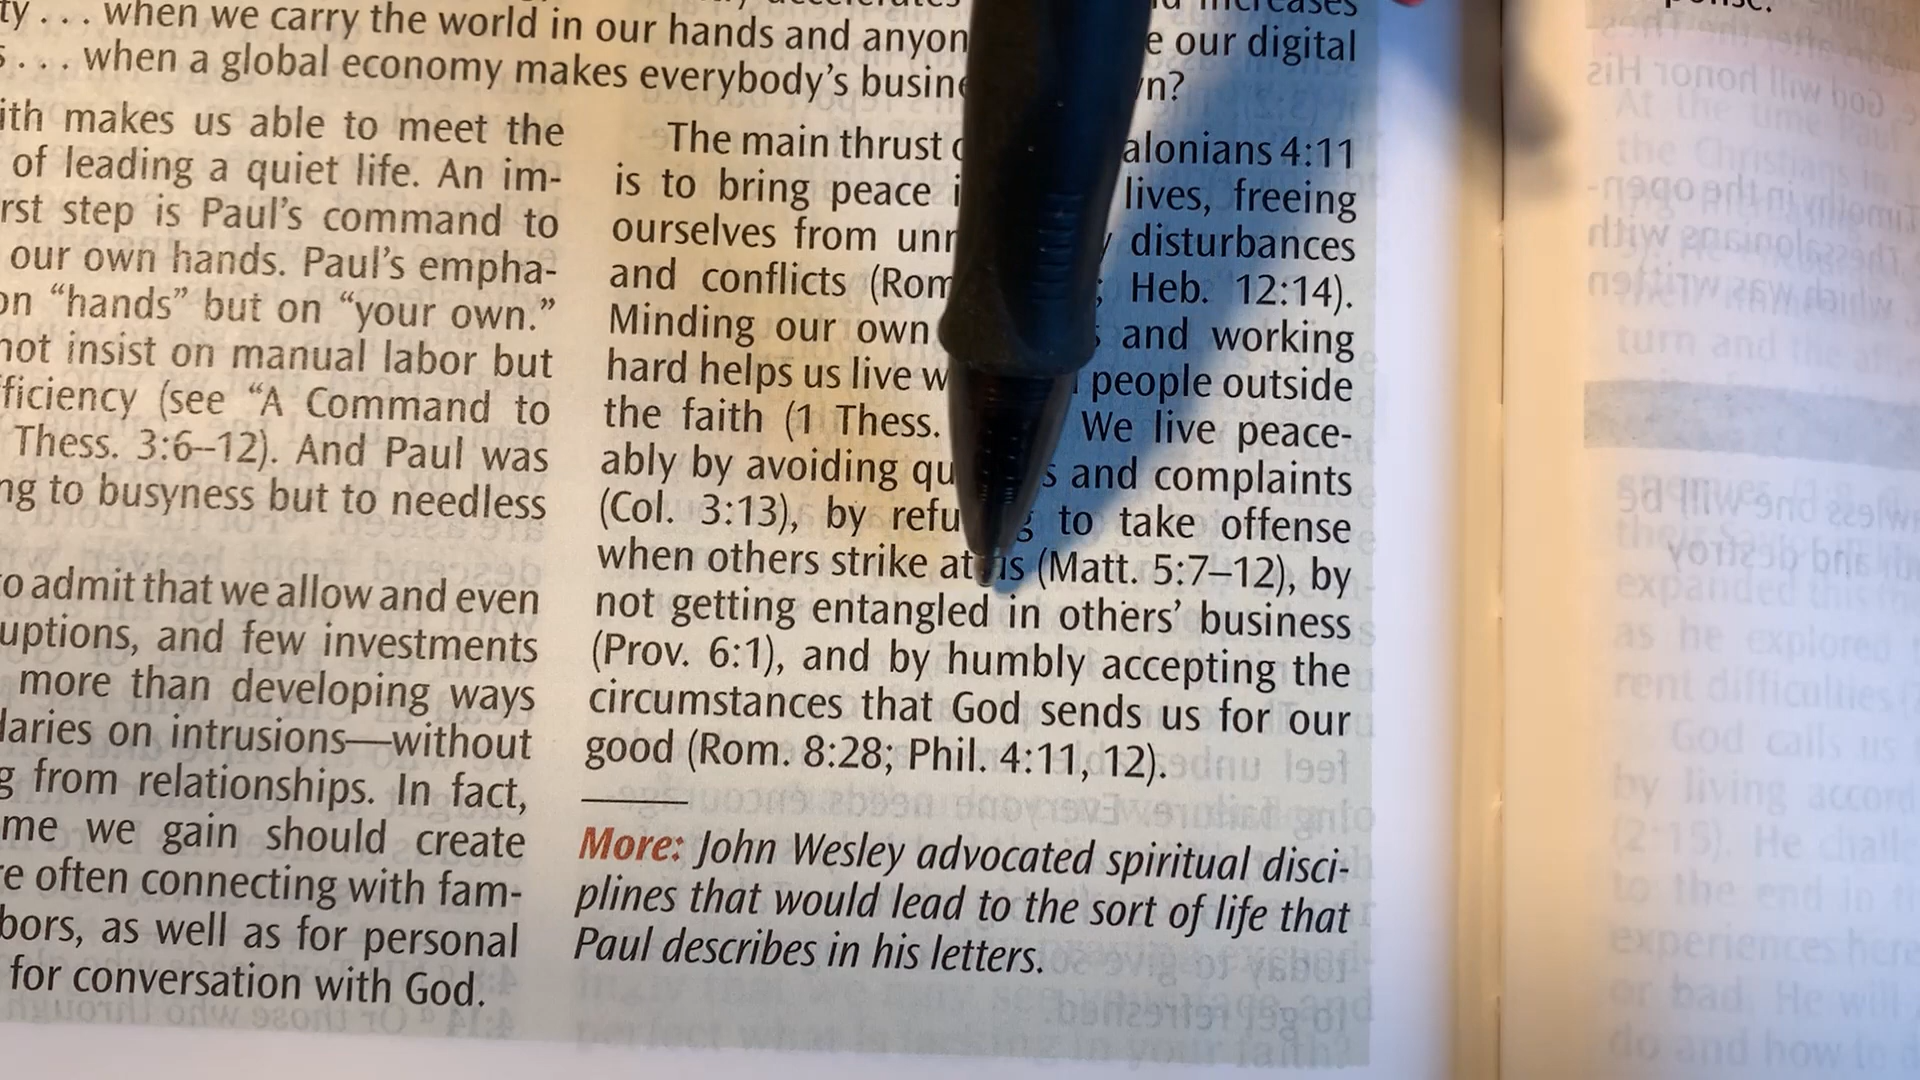 . . . when we carry the world in our hands and anyon e our digital
. . . when a global economy makes everybody's busine n?
ith makes us able to meet the
of leading a quiet life. An im-
rst step is Paul's command to
our own hands. Paul's empha-
on "hands" but on "your own."
not insist on manual labor but
fficiency (see "A Command to
Thess. 3:6–12). And Paul was
ng to busyness but to needless
to admit that we allow and even
uptions, and few investments
more than developing ways
daries on intrusions—without
g from relationships. In fact,
me we gain should create
re often connecting with fam-
bors, as well as for personal
for conversation with God.
The main thrust alonians 4:11
is to bring peace i lives, freeing
ourselves from unn y disturbances
and conflicts (Rom ; Heb. 12:14).
Minding our own s and working
hard helps us live w people outside
the faith (1 Thess. We live peace-
ably by avoiding qu s and complaints
(Col. 3:13), by refu g to take offense
when others strike at us (Matt. 5:7–12), by
not getting entangled in others' business
(Prov. 6:1), and by humbly accepting the
circumstances that God sends us for our
good (Rom. 8:28; Phil. 4:11, 12).
More: John Wesley advocated spiritual disci-
plines that would lead to the sort of life that
Paul describes in his letters.